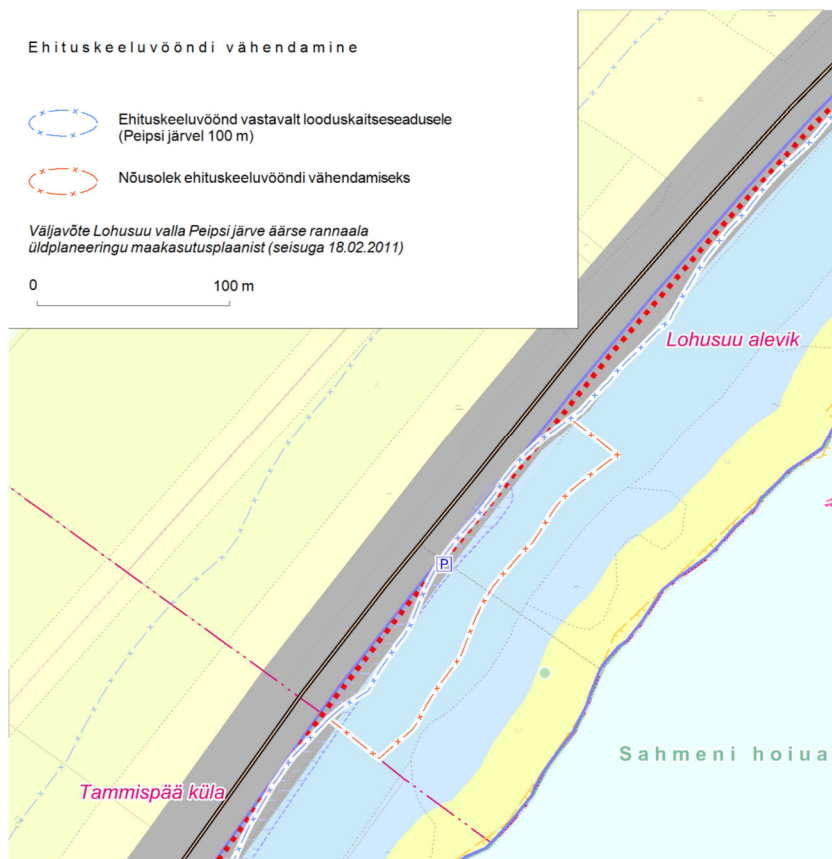 Ehituskeeluvööndi vähendamine
Ehituskeeluvöönd vastavalt looduskaitseseadusele
(Peipsi järvel 100 m)
Nõusolek ehituskeeluvööndi vähendamiseks
Väljavõte Lohusuu valla Peipsi järve äärse rannaala
üldplaneeringu maakasutusplaanist (seisuga 18.02.2011)
0 100 m
Lohusuu alevik
P
Sahmeni hoiua
Tammispää küla